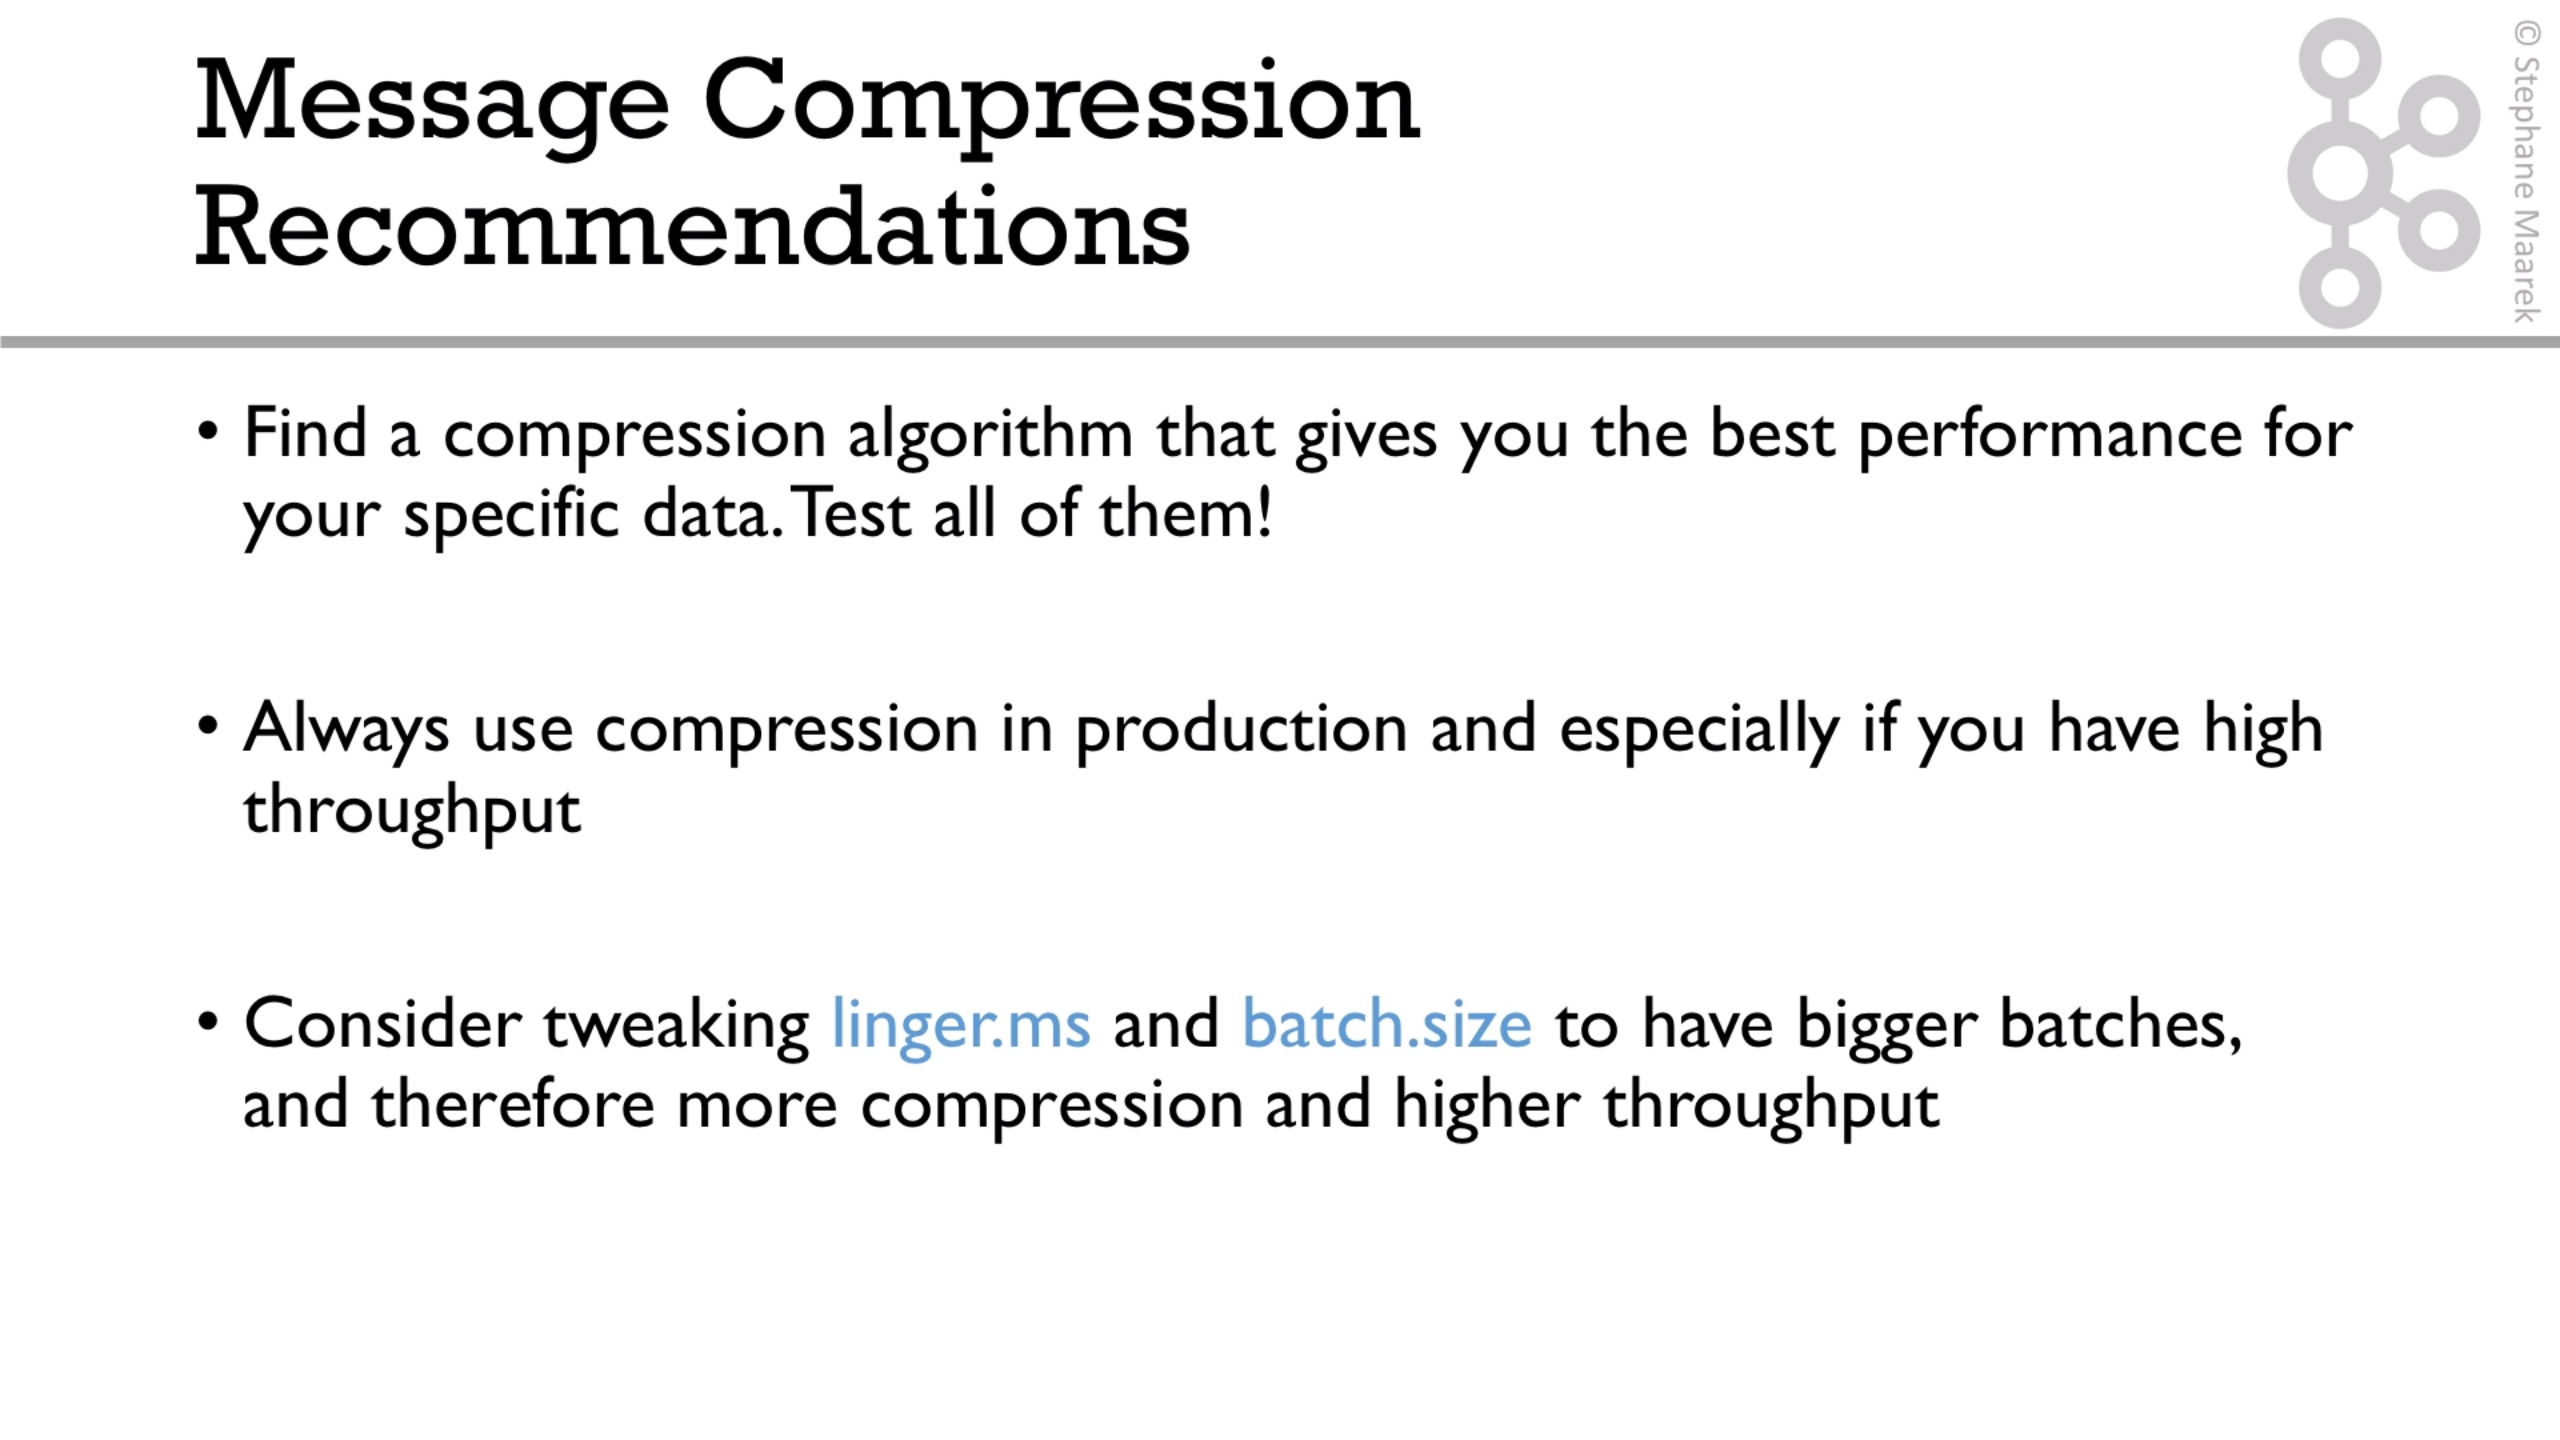 Message Compression
Recommendations
© Stephane Maarek
• Find a compression algorithm that gives you the best performance for
your specific data. Test all of them!
• Always use compression in production and especially if you have high
throughput
• Consider tweaking linger.ms and batch.size to have bigger batches,
and therefore more compression and higher throughput